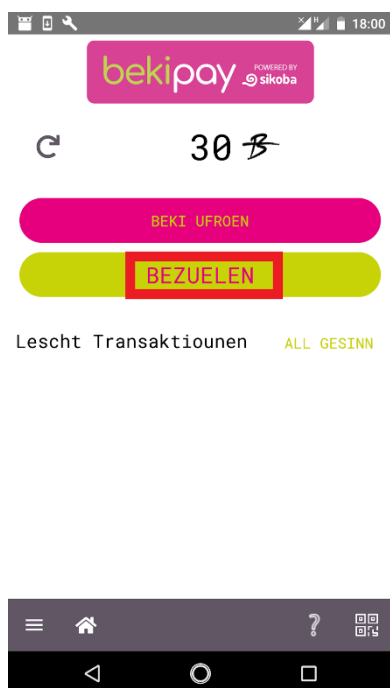 18:00
bekipay POWERED BY sikoba
30 B
BEKI UFROEN
BEZUELEN
Lescht Transaktiounen ALL GESINN
?